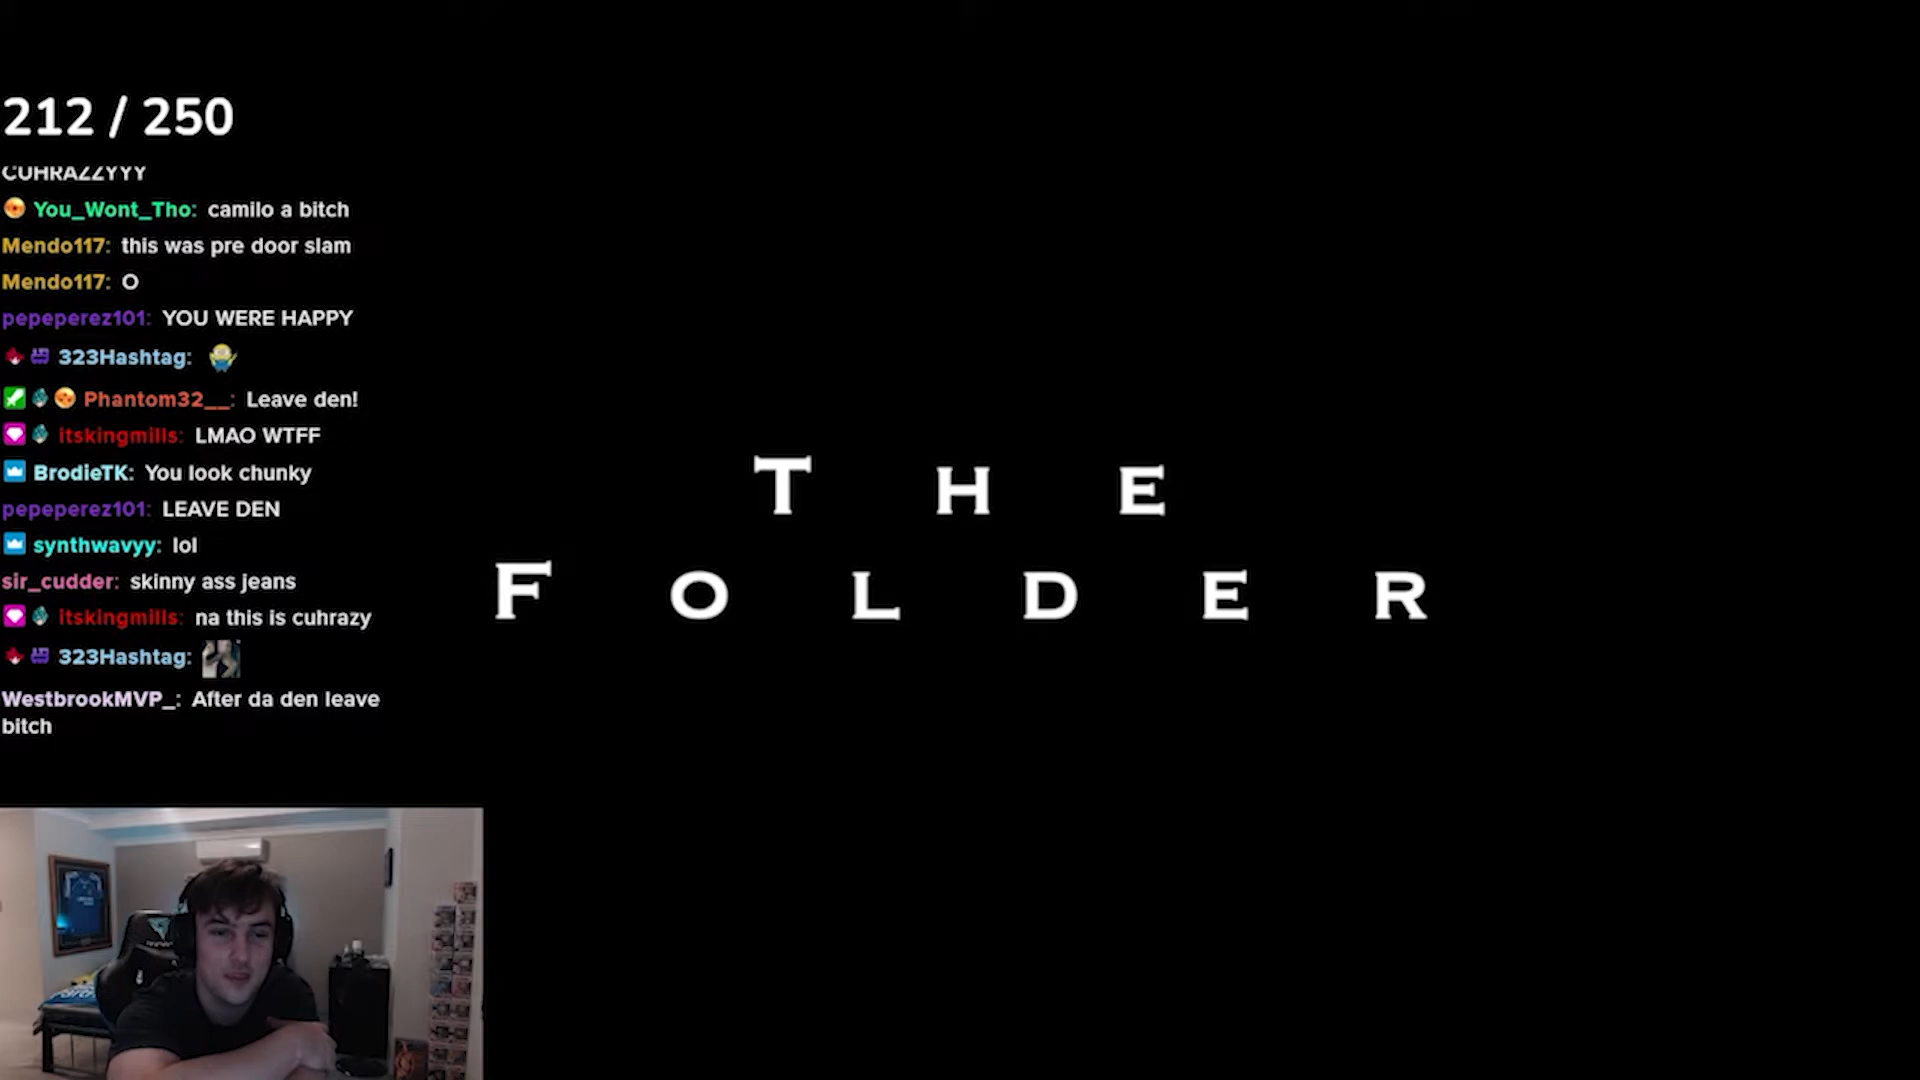 212 / 250
CUHRAZZYYY
You_Wont_Tho: camilo a bitch
Mendo117: this was pre door slam
Mendo117: O
pepeperez101: YOU WERE HAPPY
323Hashtag:
Phantom32__: Leave den!
itskingmills: LMAO WTFF
BrodieTK: You look chunky
pepeperez101: LEAVE DEN
synthwavyy: lol
sir_cudder: skinny ass jeans
itskingmills: na this is cuhrazy
323Hashtag:
WestbrookMVP_: After da den leave
bitch
THE
FOLDER